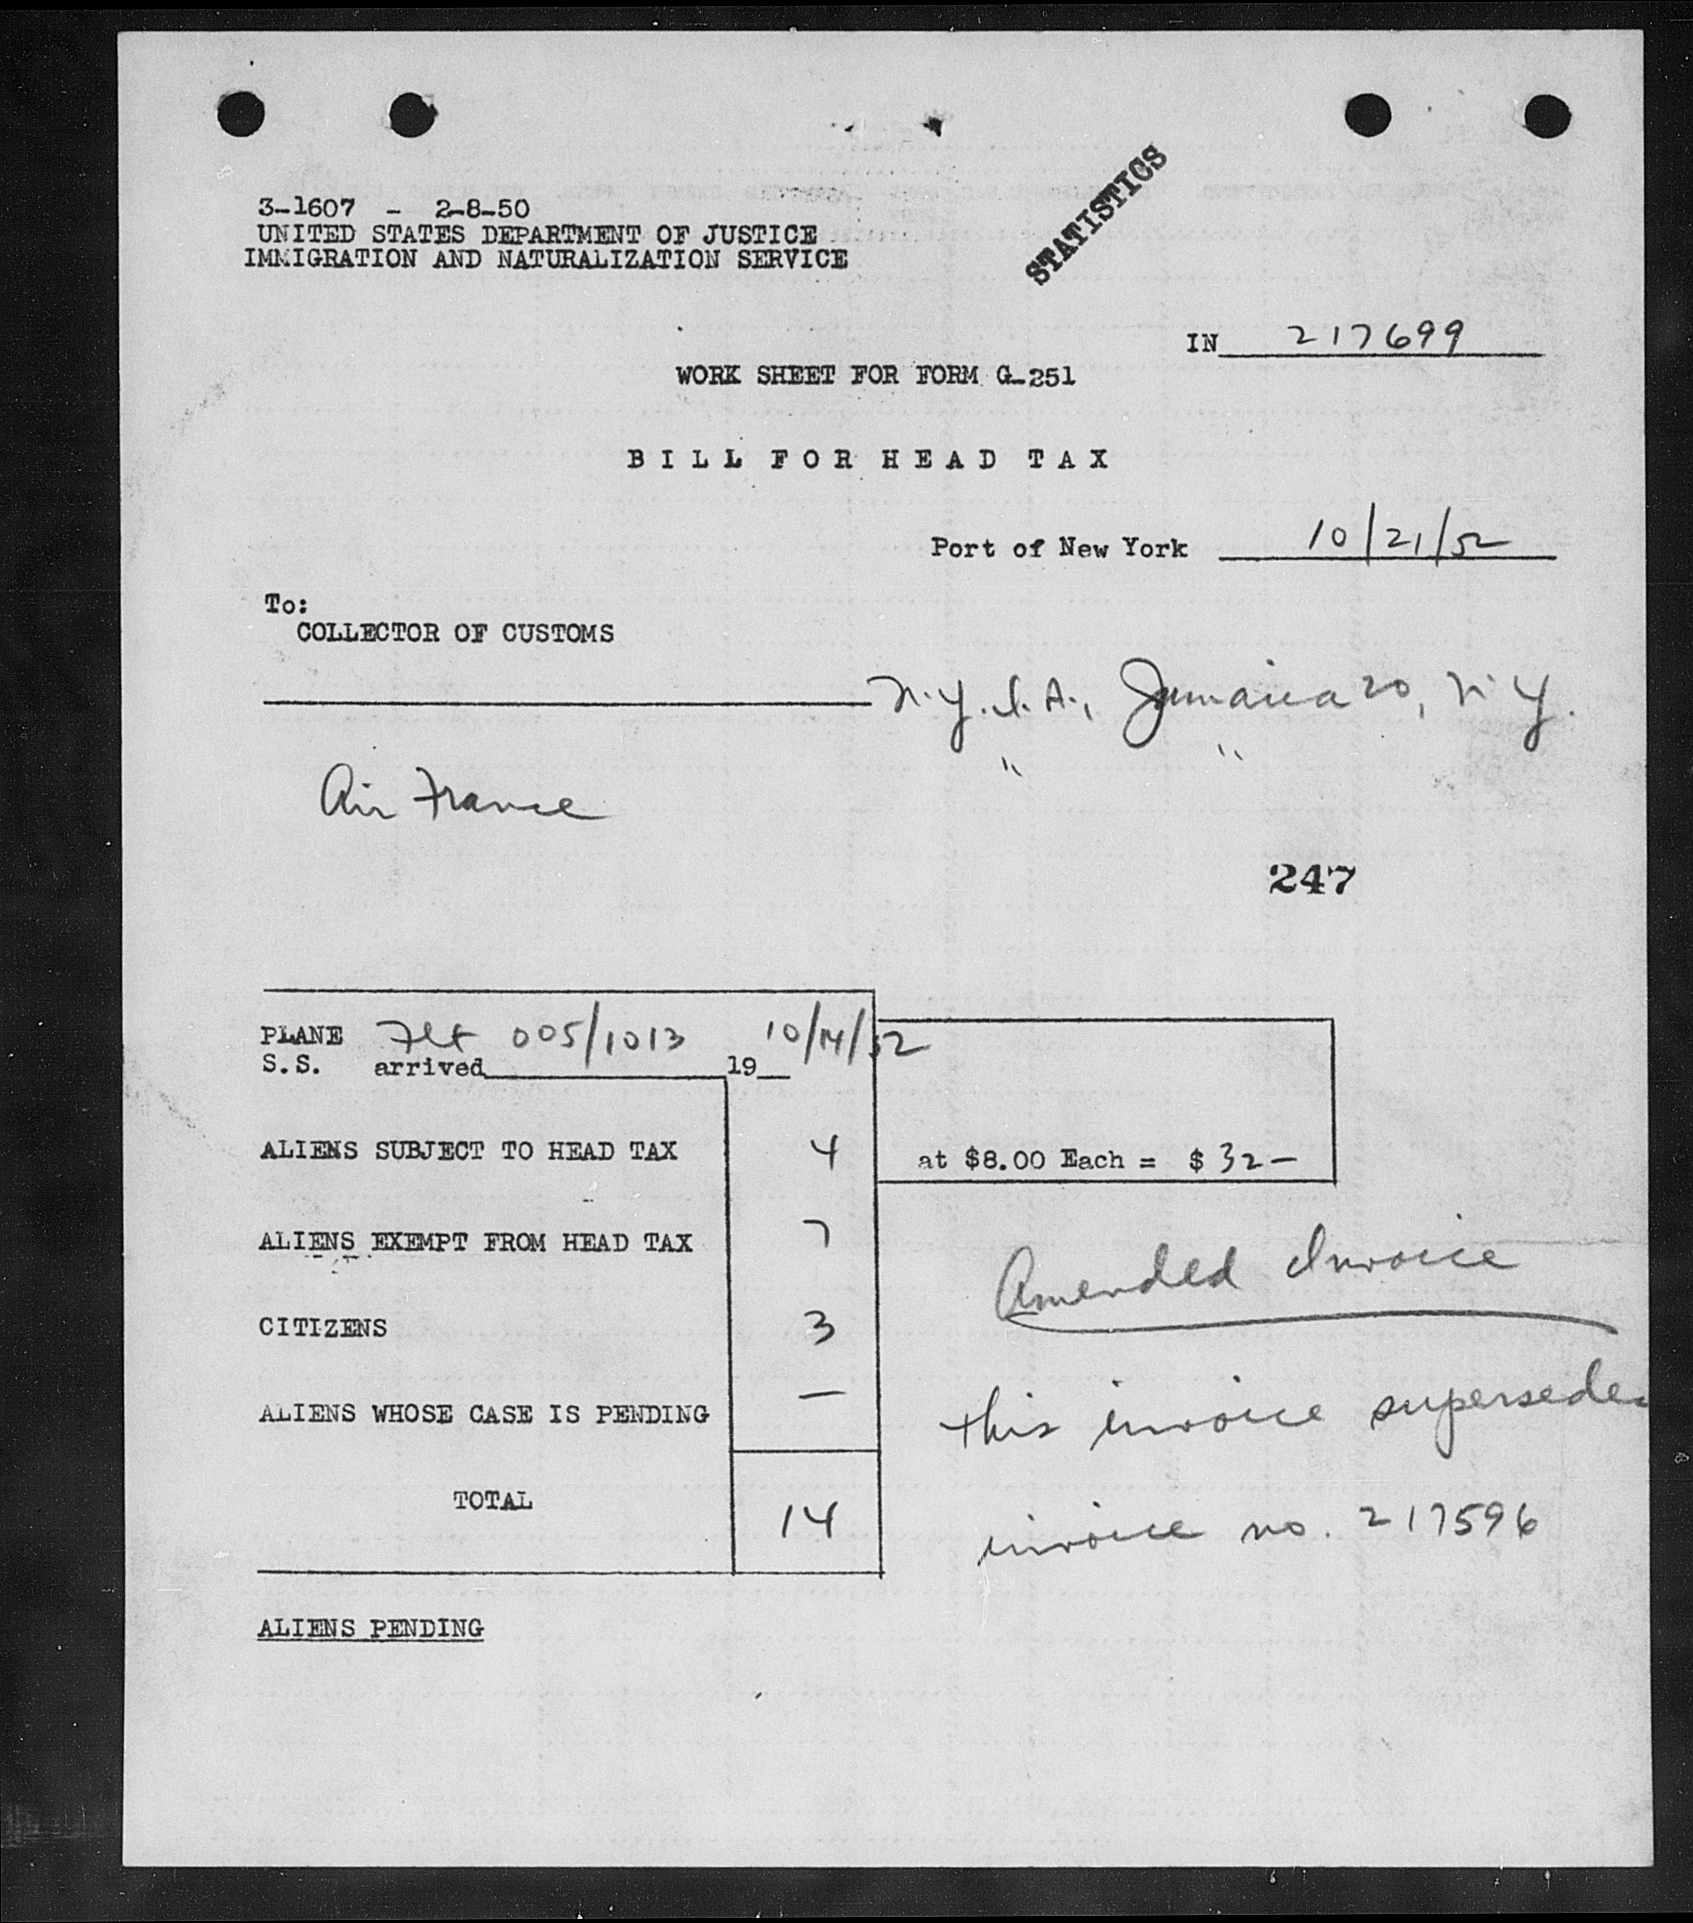 STATISTICS
3-1607 - 2-8-50
UNITED STATES DEPARTMENT OF JUSTICE
IMMIGRATION AND NATURALIZATION SERVICE
IN 217699
WORK SHEET FOR FORM G-251
BILL FOR HEAD TAX
Port of New York 10/21/52
To:
COLLECTOR OF CUSTOMS
N.Y.I.A., Jamaica 20, N.Y.
" "
Air France
247
PLANE Flt 005/1013 10/14/52
S.S. arrived 19
ALIENS SUBJECT TO HEAD TAX 4 at $8.00 Each = $ 32-
ALIENS EXEMPT FROM HEAD TAX 7
Amended Invoice
CITIZENS 3
ALIENS WHOSE CASE IS PENDING —
this invoice supersedes
TOTAL 14
invoice no. 217596
ALIENS PENDING